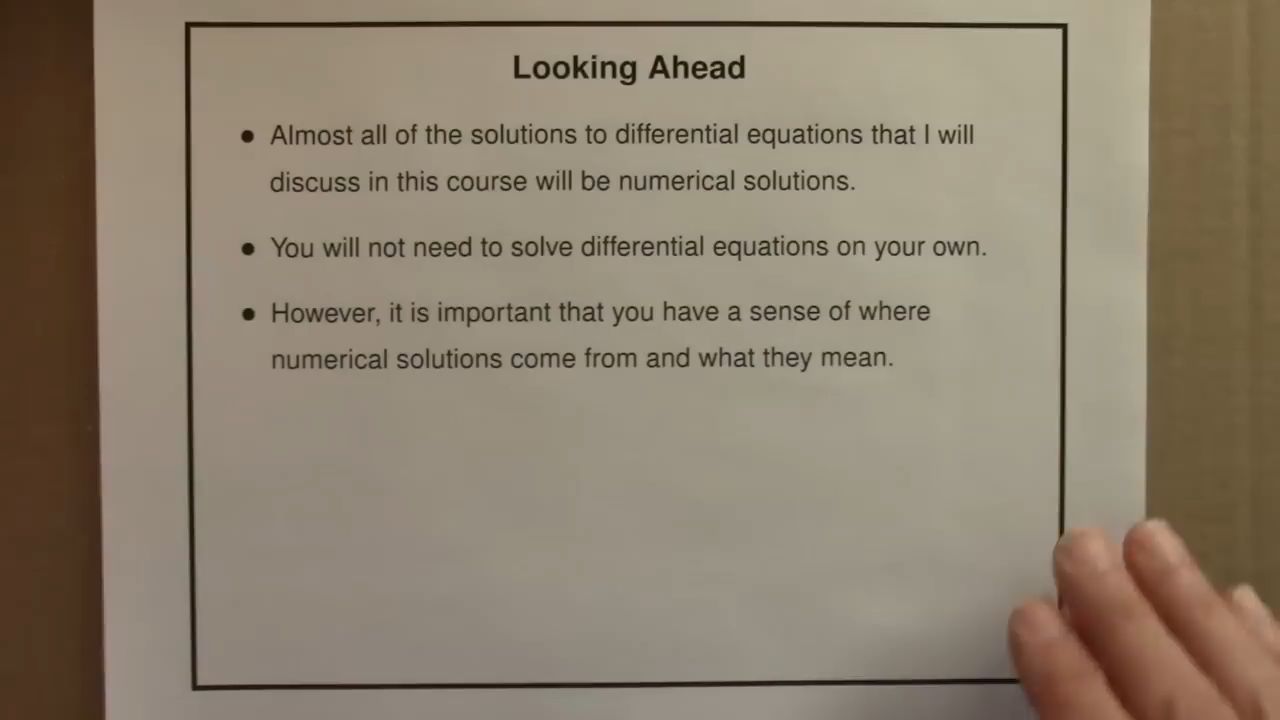 Looking Ahead
● Almost all of the solutions to differential equations that I will
discuss in this course will be numerical solutions.
● You will not need to solve differential equations on your own.
● However, it is important that you have a sense of where
numerical solutions come from and what they mean.